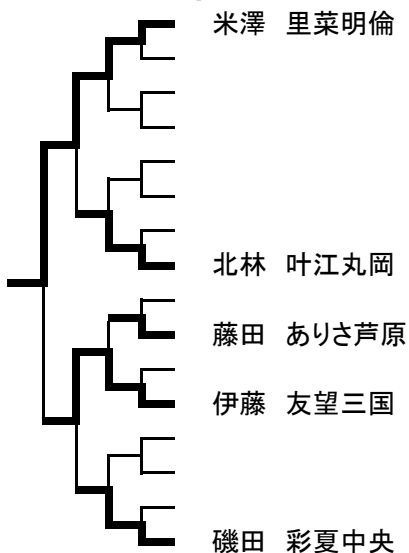 米澤　里菜明倫
北林　叶江丸岡
藤田　ありさ芦原
伊藤　友望三国
磯田　彩夏中央